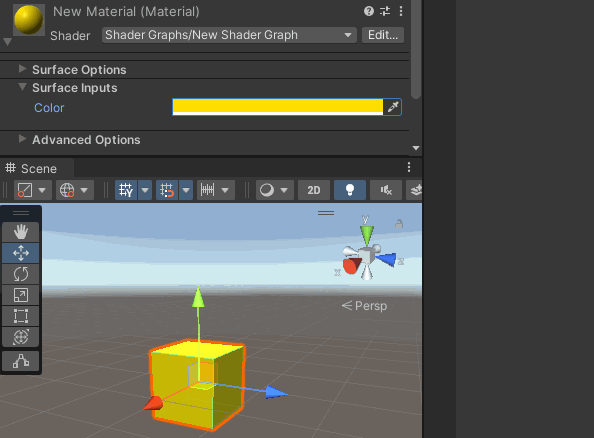 New Material (Material)
Shader Shader Graphs/New Shader Graph Edit...
Surface Options
Surface Inputs
Color
Advanced Options
Scene
2D
y
x z
Persp